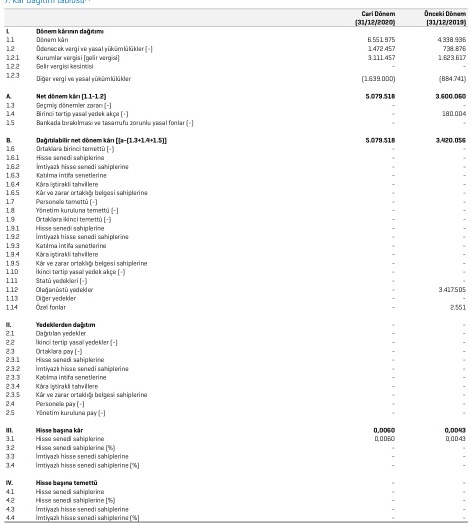 7. Kâr dağıtım tablosu
Cari Dönem Önceki Dönem
(31/12/2020) (31/12/2019)
I. Dönem kârının dağıtımı
1.1 Dönem kârı 6.551.975 4.338.936
1.2 Ödenecek vergi ve yasal yükümlülükler (-) 1.472.457 738.876
1.2.1 Kurumlar vergisi (gelir vergisi) 3.111.457 1.623.617
1.2.2 Gelir vergisi kesintisi - -
1.2.3 Diğer vergi ve yasal yükümlülükler (1.639.000) (884.741)
A. Net dönem kârı (1.1-1.2) 5.079.518 3.600.060
1.3 Geçmiş dönemler zararı (-) - -
1.4 Birinci tertip yasal yedek akçe (-) - 180.004
1.5 Bankada bırakılması ve tasarrufu zorunlu yasal fonlar (-) - -
B. Dağıtılabilir net dönem kârı [(a-(1.3+1.4+1.5)] 5.079.518 3.420.056
1.6 Ortaklara birinci temettü (-) - -
1.6.1 Hisse senedi sahiplerine - -
1.6.2 İmtiyazlı hisse senedi sahiplerine - -
1.6.3 Katılma intifa senetlerine - -
1.6.4 Kâra iştirakli tahvillere - -
1.6.5 Kâr ve zarar ortaklığı belgesi sahiplerine - -
1.7 Personele temettü (-) - -
1.8 Yönetim kuruluna temettü (-) - -
1.9 Ortaklara ikinci temettü (-) - -
1.9.1 Hisse senedi sahiplerine - -
1.9.2 İmtiyazlı hisse senedi sahiplerine - -
1.9.3 Katılma intifa senetlerine - -
1.9.4 Kâra iştirakli tahvillere - -
1.9.5 Kâr ve zarar ortaklığı belgesi sahiplerine - -
1.10 İkinci tertip yasal yedek akçe (-) - -
1.11 Statü yedekleri (-) - -
1.12 Olağanüstü yedekler - 3.417.505
1.13 Diğer yedekler - -
1.14 Özel fonlar - 2.551
II. Yedeklerden dağıtım - -
2.1 Dağıtılan yedekler - -
2.2 İkinci tertip yasal yedekler (-) - -
2.3 Ortaklara pay (-) - -
2.3.1 Hisse senedi sahiplerine - -
2.3.2 İmtiyazlı hisse senedi sahiplerine - -
2.3.3 Katılma intifa senetlerine - -
2.3.4 Kâra iştirakli tahvillere - -
2.3.5 Kâr ve zarar ortaklığı belgesi sahiplerine - -
2.4 Personele pay (-) - -
2.5 Yönetim kuruluna pay (-) - -
III. Hisse başına kâr 0,0060 0,0043
3.1 Hisse senedi sahiplerine 0,0060 0,0043
3.2 Hisse senedi sahiplerine (%) - -
3.3 İmtiyazlı hisse senedi sahiplerine - -
3.4 İmtiyazlı hisse senedi sahiplerine (%) - -
IV. Hisse başına temettü - -
4.1 Hisse senedi sahiplerine - -
4.2 Hisse senedi sahiplerine (%) - -
4.3 İmtiyazlı hisse senedi sahiplerine - -
4.4 İmtiyazlı hisse senedi sahiplerine (%) - -